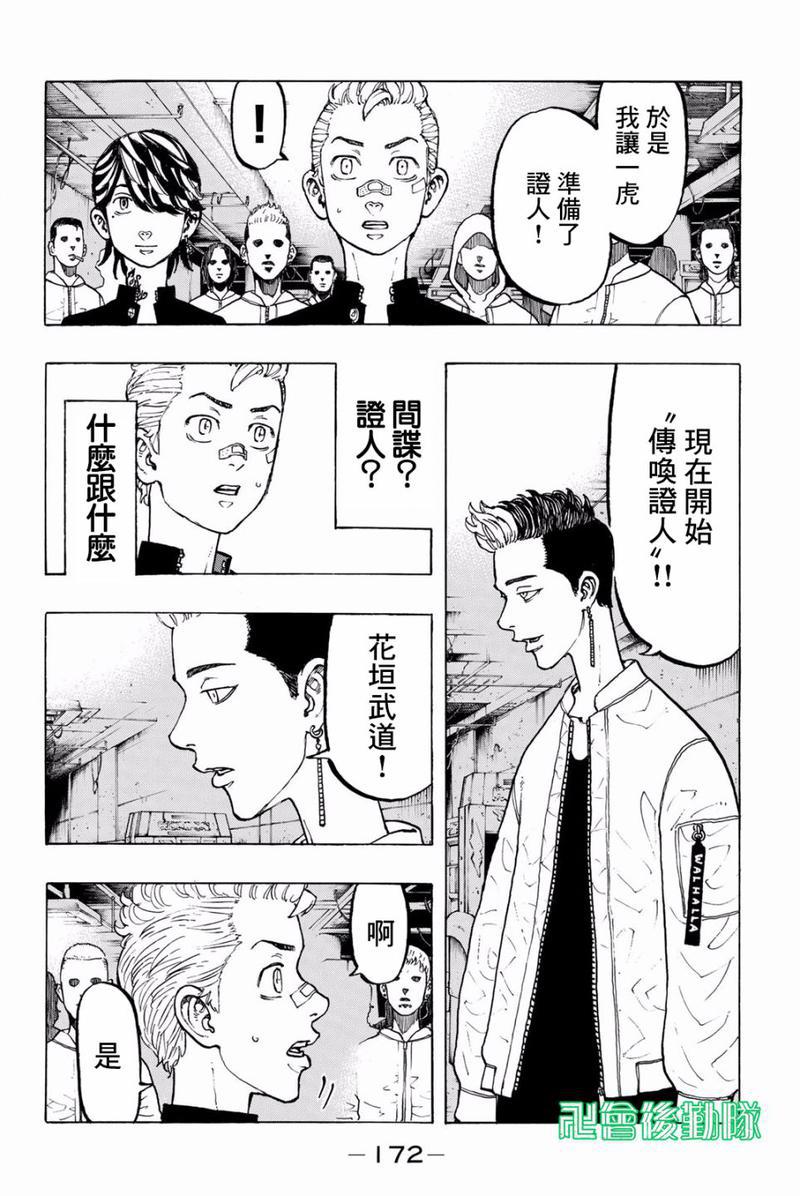 於是
我讓一虎
準備了
證人！
！
現在開始
〝傳喚證人〞!!
間諜？
證人？
什麼跟什麼
花垣武道！
啊
是
WALHALLA
卍會後勤隊
－172－